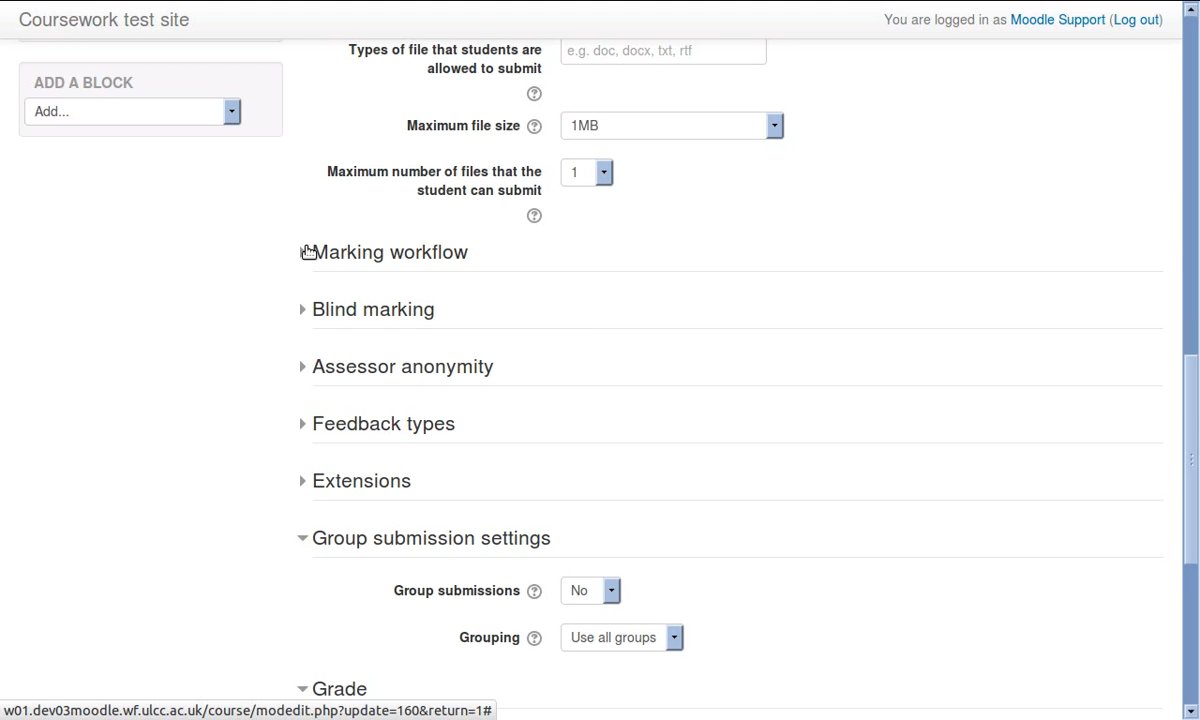 Coursework test site
You are logged in as Moodle Support (Log out)
ADD A BLOCK
Add...
Types of file that students are
allowed to submit
e.g. doc, docx, txt, rtf
Maximum file size
1MB
Maximum number of files that the
student can submit
1
Marking workflow
Blind marking
Assessor anonymity
Feedback types
Extensions
Group submission settings
Group submissions
No
Grouping
Use all groups
Grade
w01.dev03moodle.wf.ulcc.ac.uk/course/modedit.php?update=160&return=1#